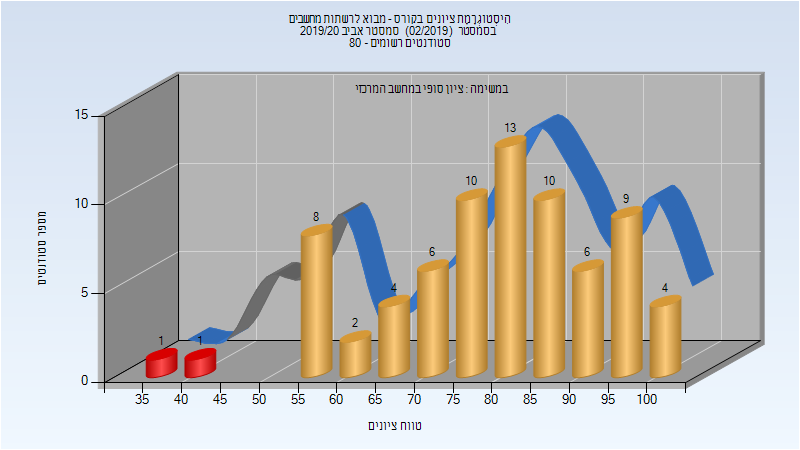 היסטוגרמת ציונים בקורס - מבוא לרשתות מחשבים
בסמסטר (02/2019) סמסטר אביב 2019/20
סטודנטים רשומים - 80
במשימה : ציון סופי במחשב המרכזי
מספר סטודנטים
15
10
5
0
1
1
8
2
4
6
10
13
10
6
9
4
35 40 45 50 55 60 65 70 75 80 85 90 95 100
טווח ציונים